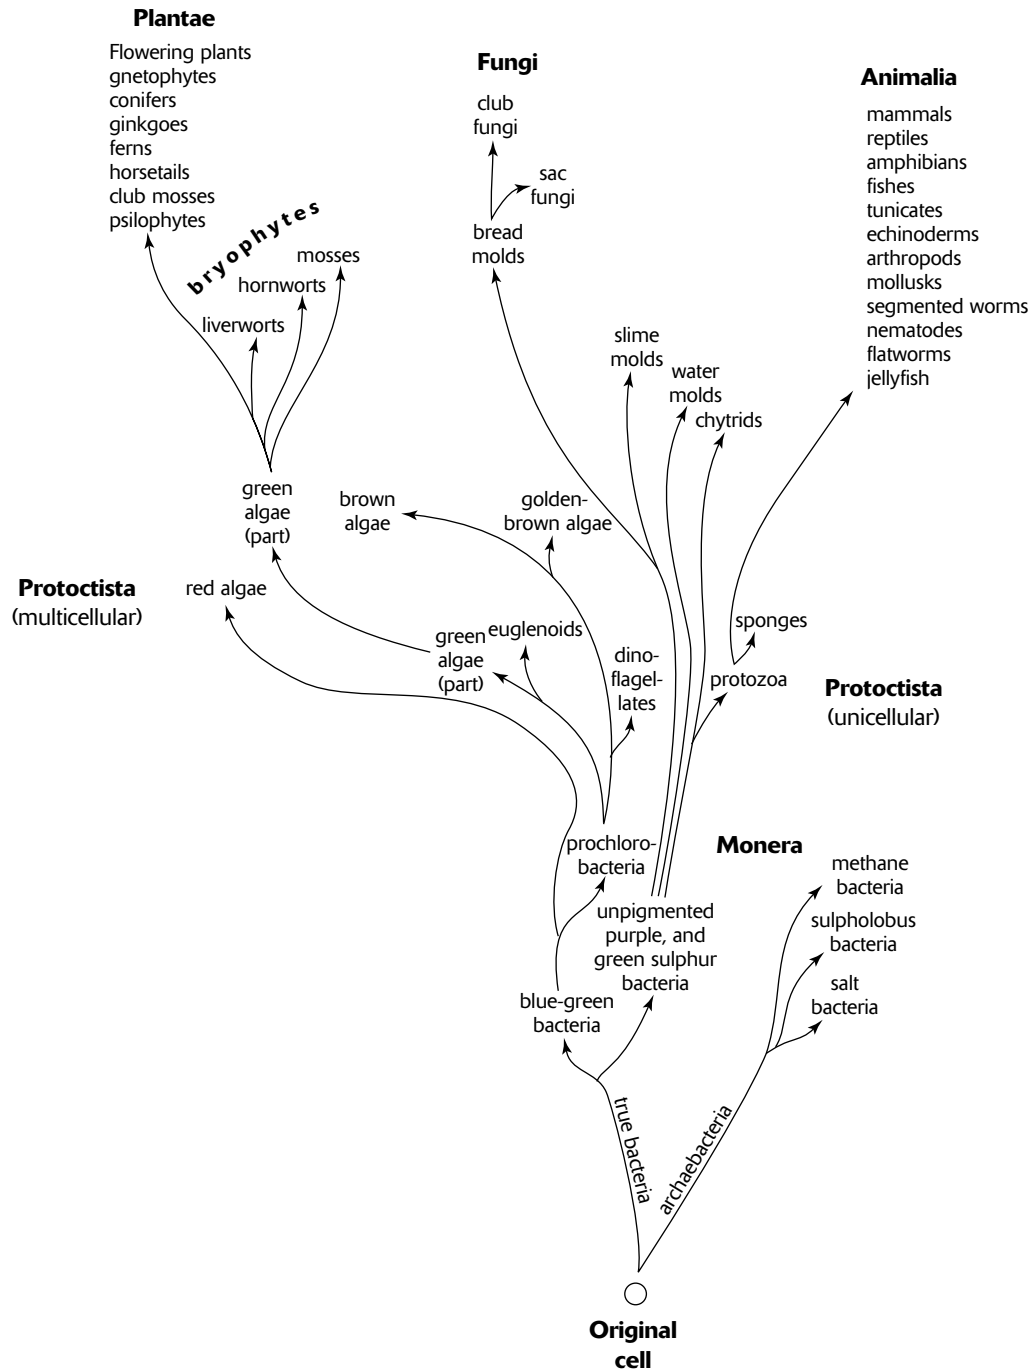 Plantae
Flowering plants
gnetophytes
conifers
ginkgoes
ferns
horsetails
club mosses
psilophytes
bryophytes
mosses
hornworts
liverworts
Fungi
club
fungi
sac
fungi
bread
molds
Animalia
mammals
reptiles
amphibians
fishes
tunicates
echinoderms
arthropods
mollusks
segmented worms
nematodes
flatworms
jellyfish
slime
molds
water
molds
chytrids
green
algae
(part)
brown
algae
golden-
brown algae
Protoctista
(multicellular)
red algae
green
algae
(part)
euglenoids
dino-
flagel-
lates
sponges
protozoa
Protoctista
(unicellular)
prochloro-
bacteria
Monera
methane
bacteria
sulpholobus
bacteria
salt
bacteria
unpigmented
purple, and
green sulphur
bacteria
blue-green
bacteria
true bacteria
archaebacteria
Original
cell